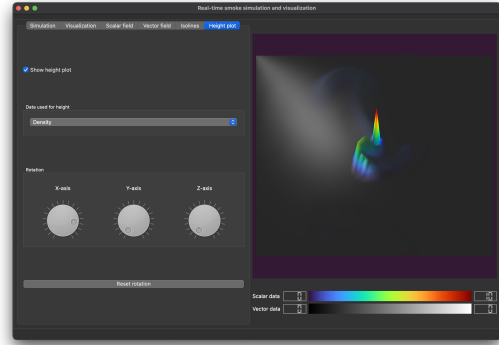 Real-time smoke simulation and visualization
Simulation Visualization Scalar field Vector field Isolines Height plot
Show height plot
Data used for height
Density
Rotation
X-axis Y-axis Z-axis
Reset rotation
Scalar data
Vector data